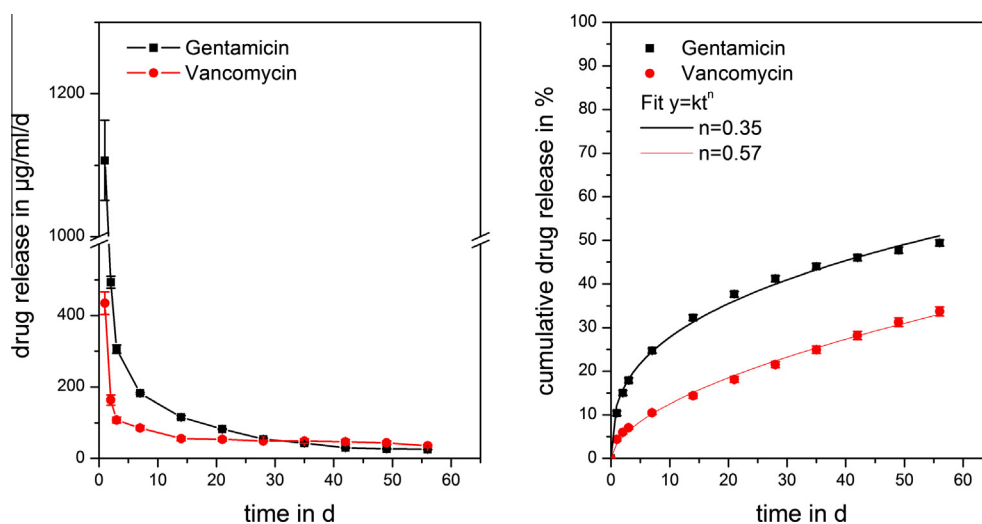 Gentamicin
Vancomycin
drug release in µg/ml/d
1200
1000
400
200
0
0 10 20 30 40 50 60
time in d
Gentamicin
Vancomycin
Fit y=ktⁿ
n=0.35
n=0.57
cumulative drug release in %
100
90
80
70
60
50
40
30
20
10
0
0 10 20 30 40 50 60
time in d